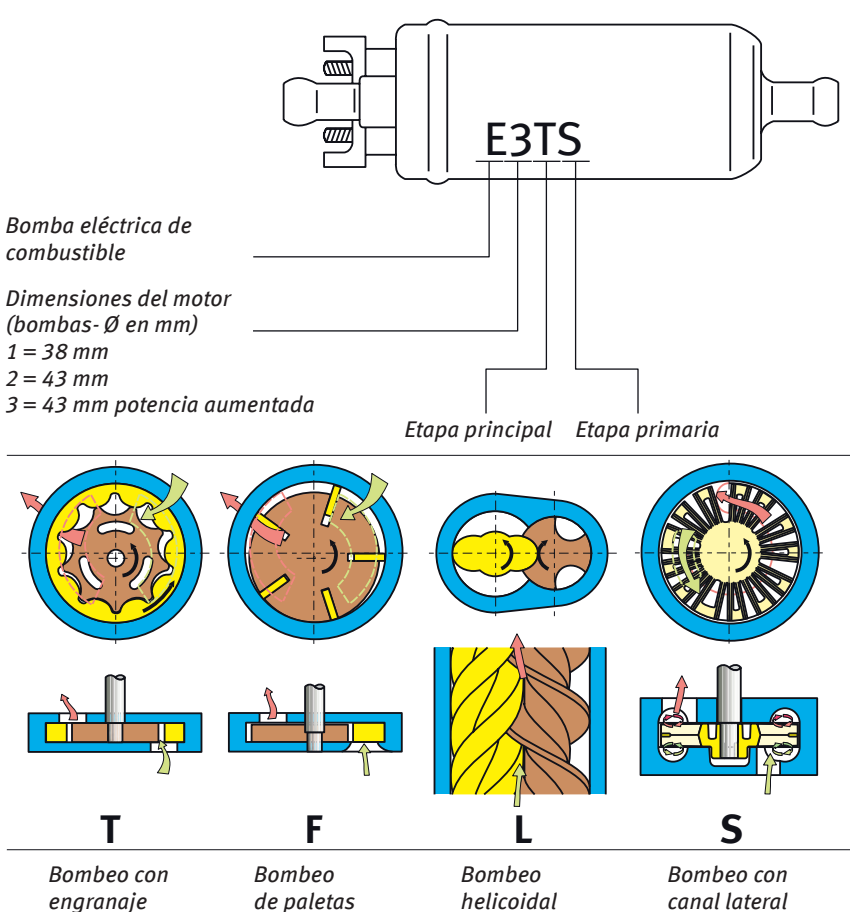 E3TS
Bomba eléctrica de
combustible
Dimensiones del motor
(bombas- Ø en mm)
1 = 38 mm
2 = 43 mm
3 = 43 mm potencia aumentada
Etapa principal Etapa primaria
T F L S
Bombeo con
engranaje
Bombeo
de paletas
Bombeo
helicoidal
Bombeo con
canal lateral